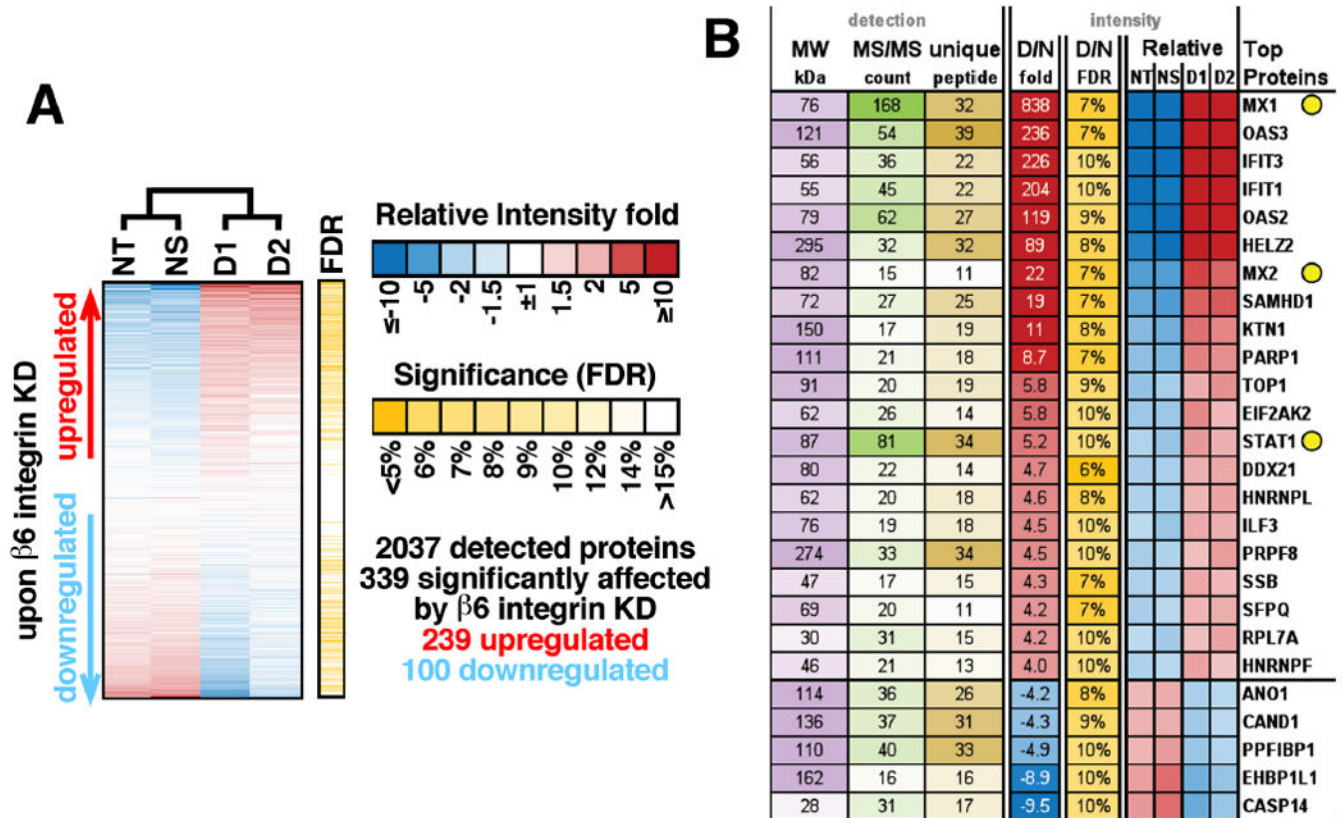 A
upon β6 integrin KD
upregulated
downregulated
NT
NS
D1
D2
FDR
Relative Intensity fold
≤-10
-5
-2
-1.5
±1
1.5
2
5
≥10
Significance (FDR)
<5%
6%
7%
8%
9%
10%
12%
14%
>15%
2037 detected proteins
339 significantly affected
by β6 integrin KD
239 upregulated
100 downregulated
B
detection intensity
MW MS/MS unique D/N D/N Relative Top
kDa count peptide fold FDR NT NS D1 D2 Proteins
76 168 32 838 7% MX1
121 54 39 236 7% OAS3
56 36 22 226 10% IFIT3
55 45 22 204 10% IFIT1
79 62 27 119 9% OAS2
295 32 32 89 8% HELZ2
82 15 11 22 7% MX2
72 27 25 19 7% SAMHD1
150 17 19 11 8% KTN1
111 21 18 8.7 7% PARP1
91 20 19 5.8 9% TOP1
62 26 14 5.8 10% EIF2AK2
87 81 34 5.2 10% STAT1
80 22 14 4.7 6% DDX21
62 20 18 4.6 8% HNRNPL
76 19 18 4.5 10% ILF3
274 33 34 4.5 10% PRPF8
47 17 15 4.3 7% SSB
69 20 11 4.2 7% SFPQ
30 31 15 4.2 10% RPL7A
46 21 13 4.0 10% HNRNPF
114 36 26 -4.2 8% ANO1
136 37 31 -4.3 9% CAND1
110 40 33 -4.9 10% PPFIBP1
162 16 16 -8.9 10% EHBP1L1
28 31 17 -9.5 10% CASP14